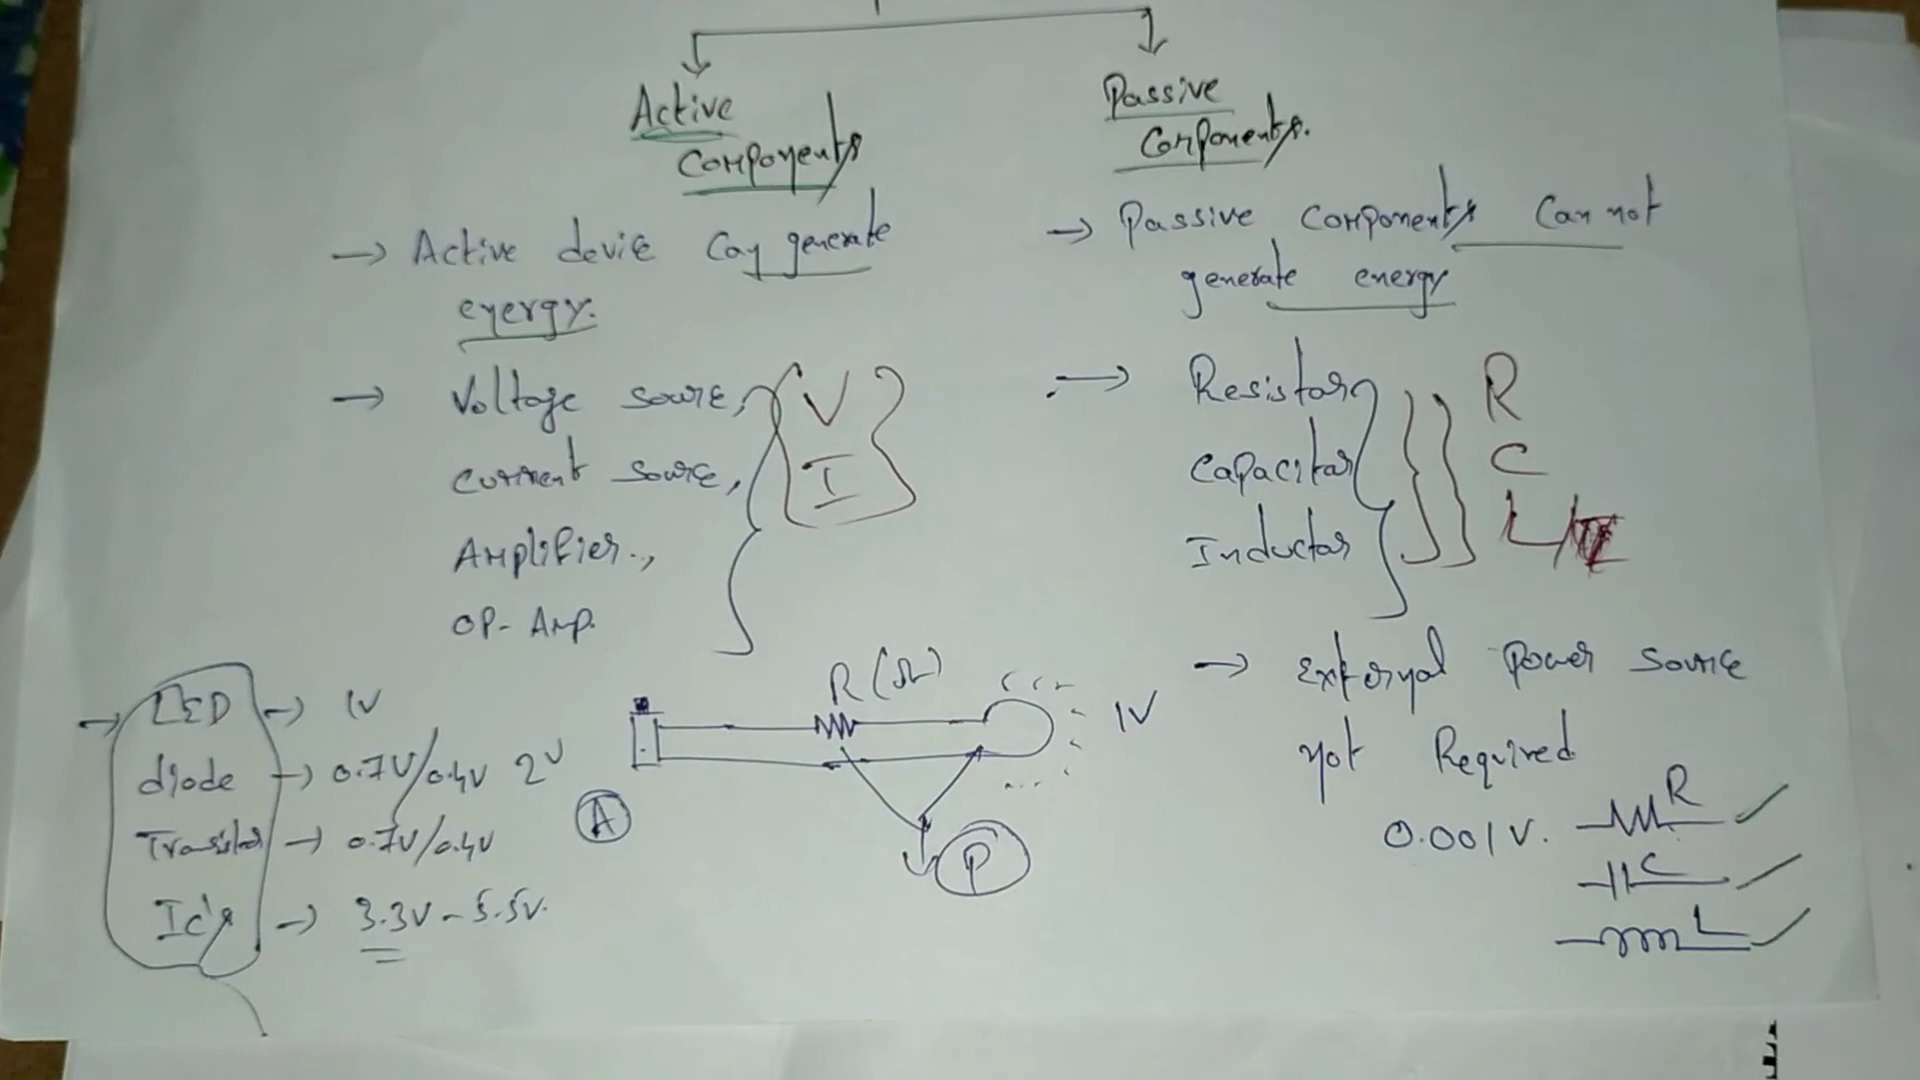 Active
Components
→ Active device can generate
energy.
→ Voltage source,
Current source,
Amplifier..,
OP-Amp.
V
I
→ LED → 1V
diode → 0.7V/0.4V 2V
Transistor → 0.7V/0.4V
Ic's → 3.3V - 5.5V.
R(Ω)
1V
A
P
Passive
Components.
→ Passive components can not
generate energy
→ Resistor
Capacitor
Inductor
R
C
L
→ External power source
not Required
0.001V.
R
C
L